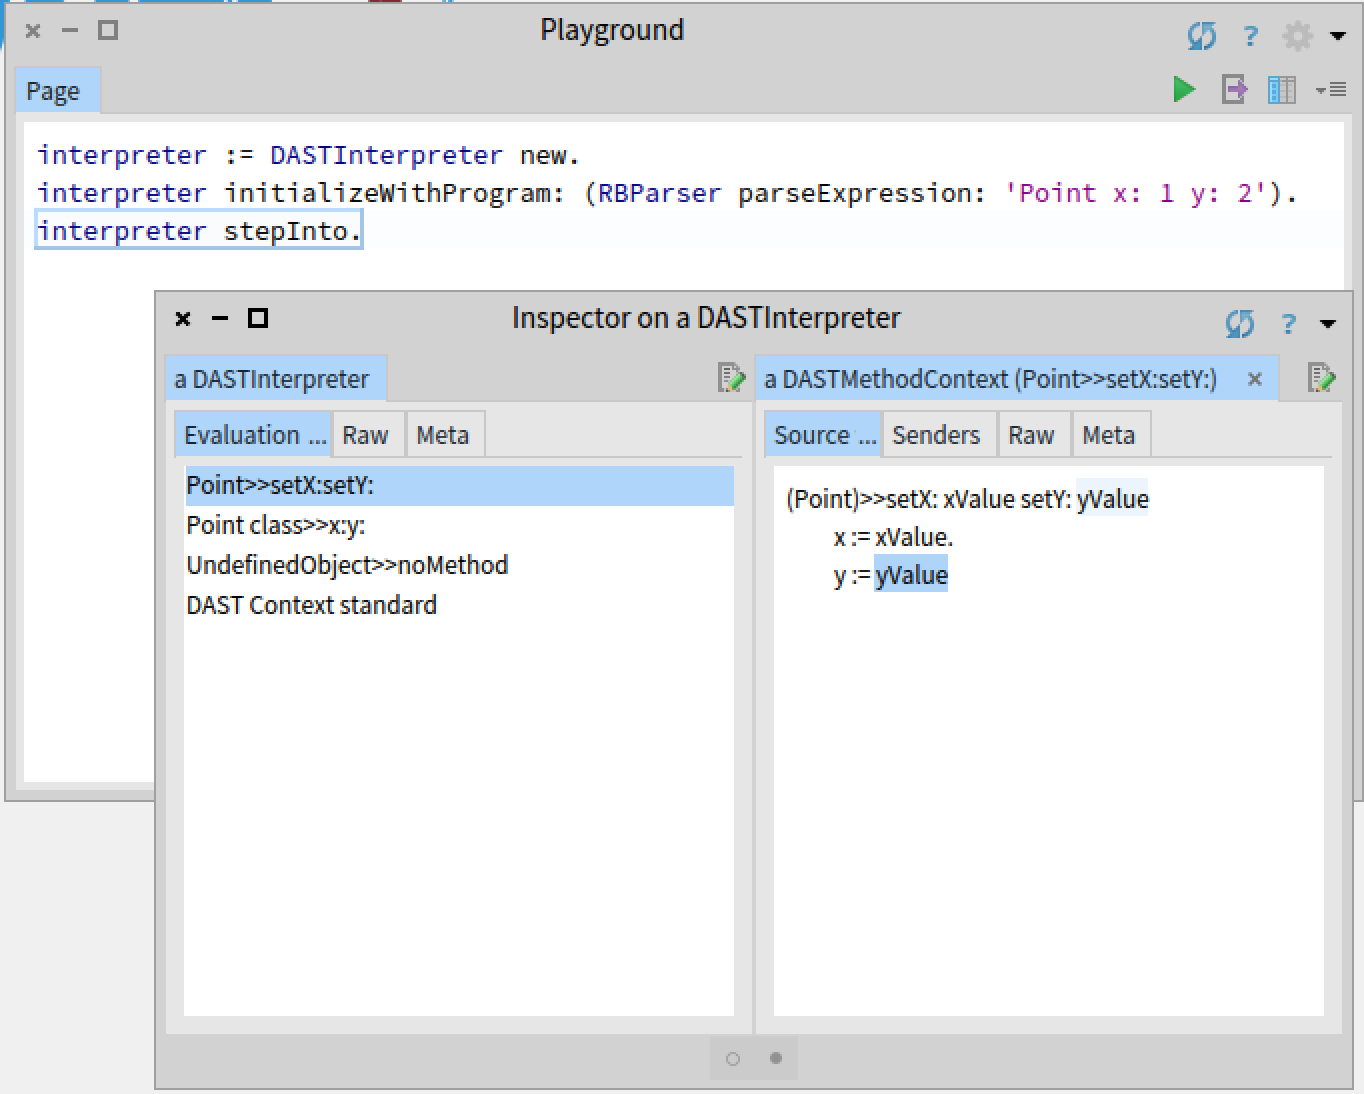 Playground
?
Page
interpreter := DASTInterpreter new.
interpreter initializeWithProgram: (RBParser parseExpression: 'Point x: 1 y: 2').
interpreter stepInto.
Inspector on a DASTInterpreter
?
a DASTInterpreter
a DASTMethodContext (Point>>setX:setY:)
Evaluation ... Raw Meta
Source ... Senders Raw Meta
Point>>setX:setY:
Point class>>x:y:
UndefinedObject>>noMethod
DAST Context standard
(Point)>>setX: xValue setY: yValue
x := xValue.
y := yValue